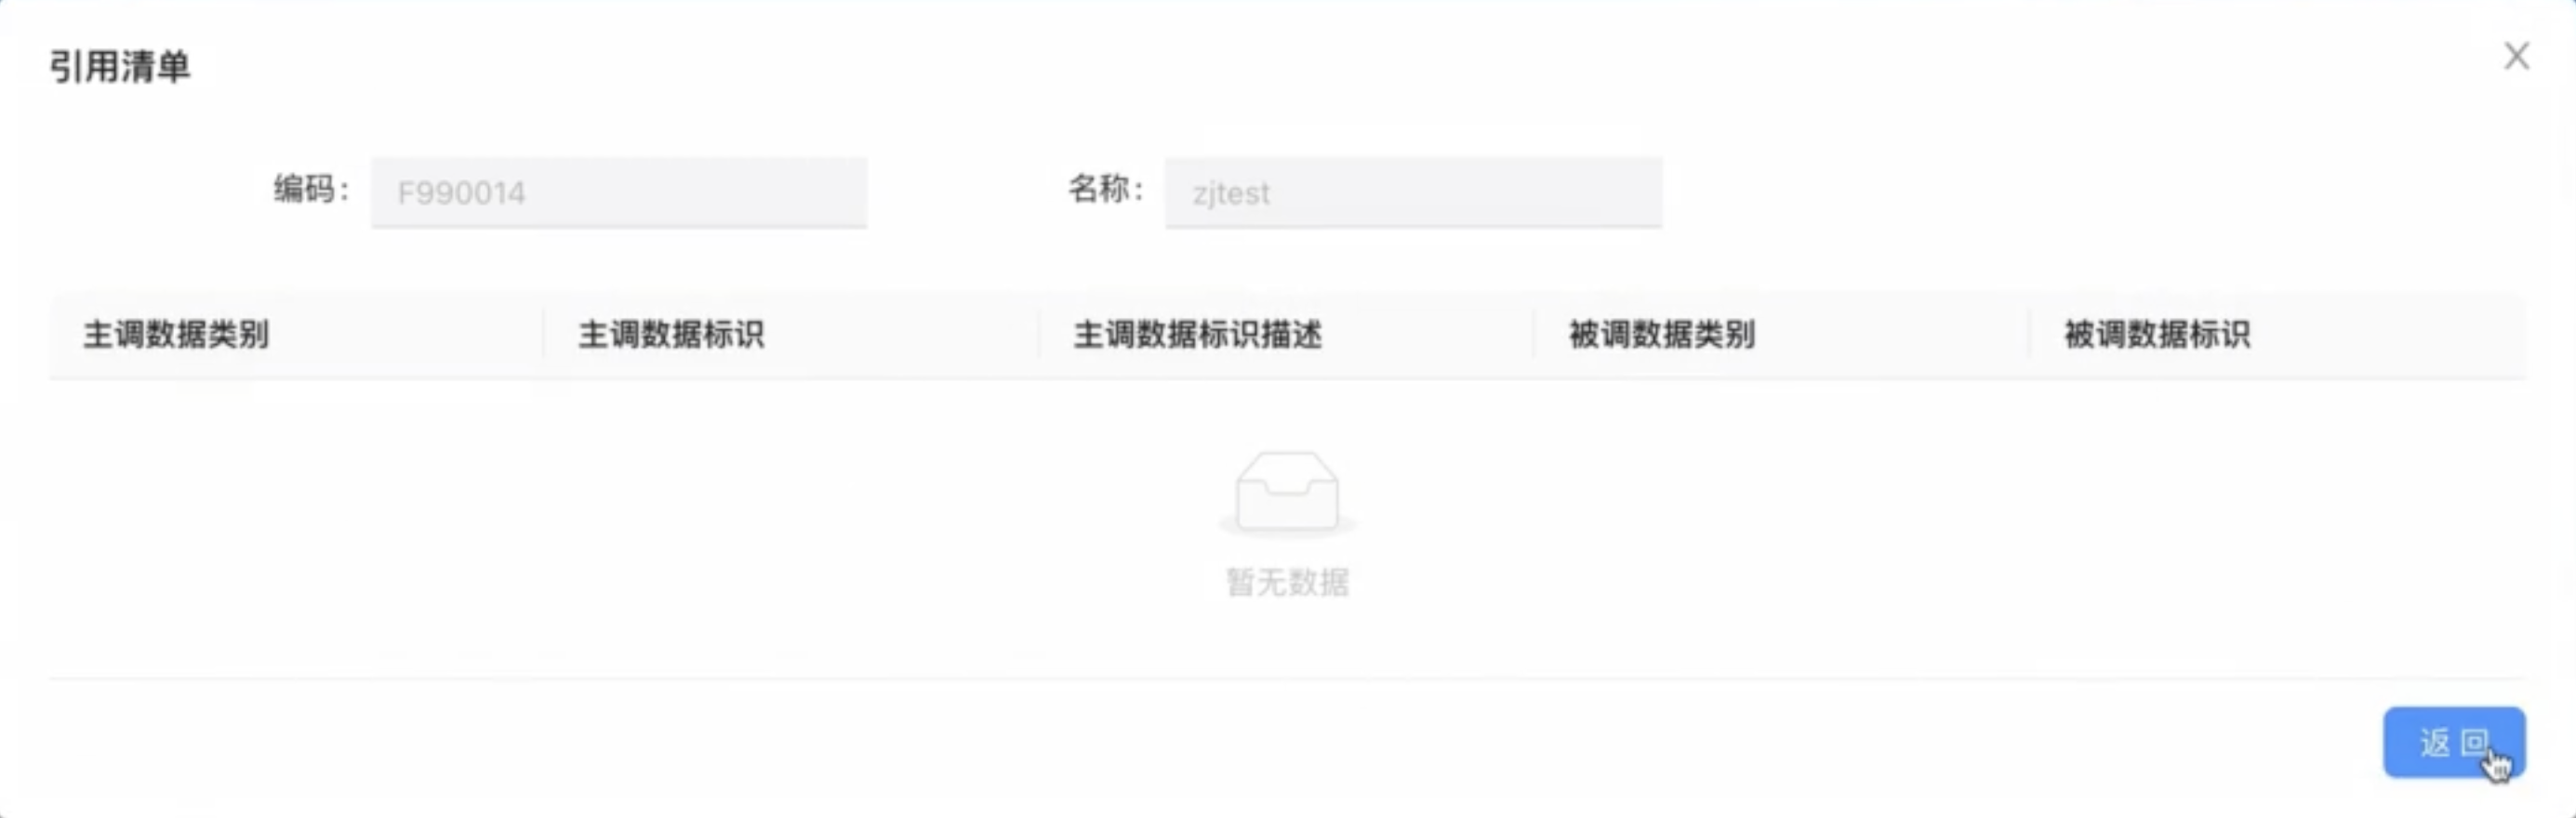 引用清单
编码: F990014 名称: zjtest
主调数据类别 主调数据标识 主调数据标识描述 被调数据类别 被调数据标识
暂无数据
返回